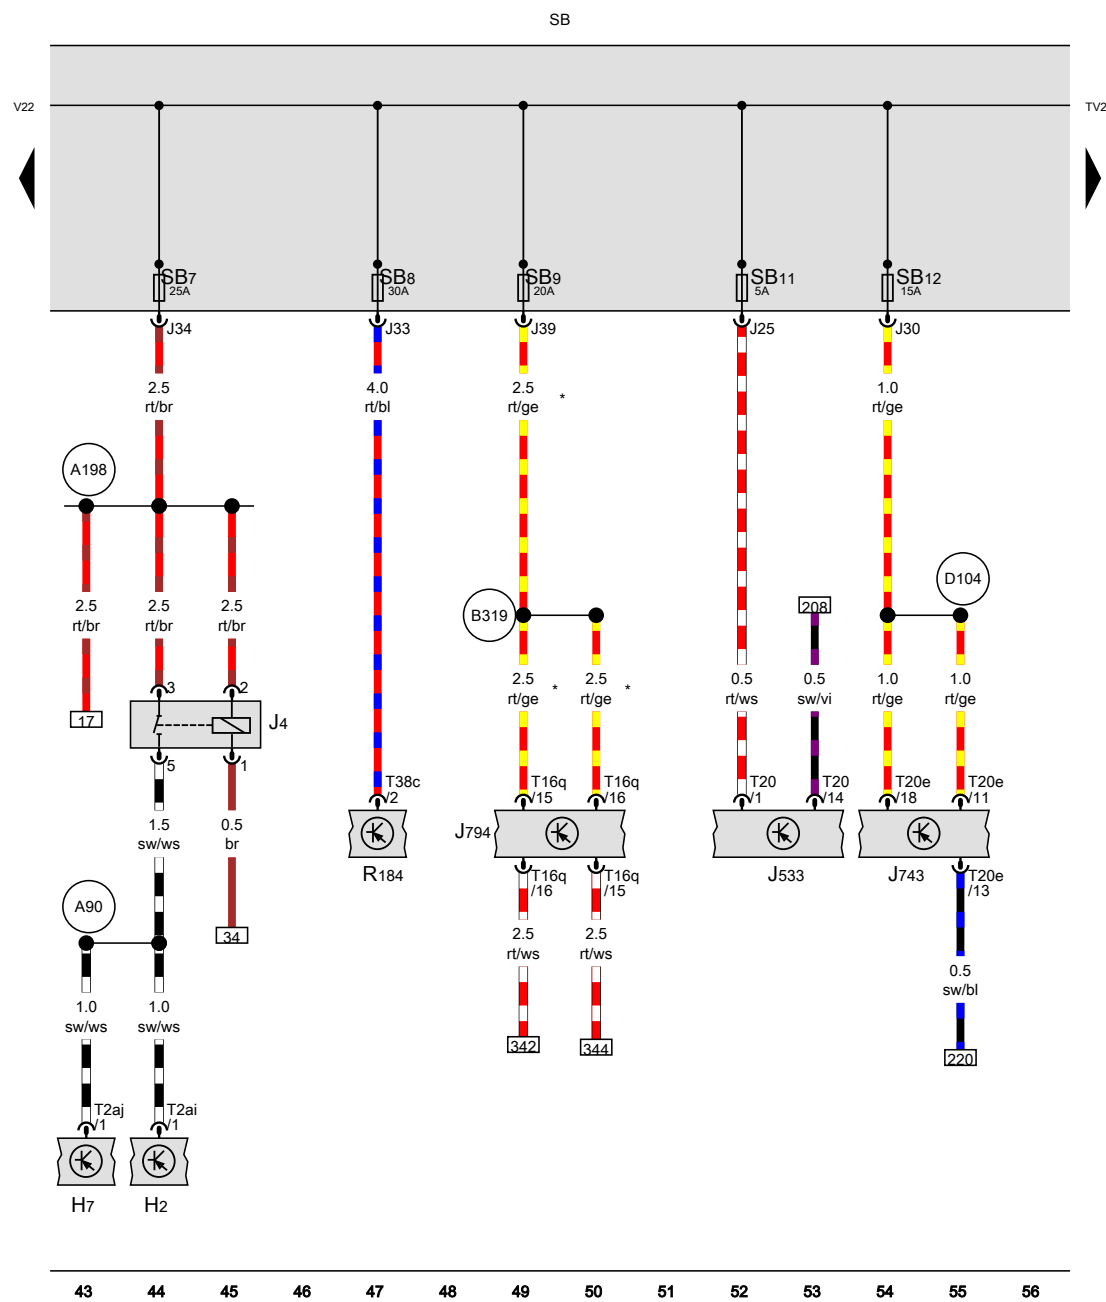 SB
V22
TV2
SB7
25A
SB8
30A
SB9
20A
SB11
5A
SB12
15A
J34
J33
J39
J25
J30
2.5
rt/br
4.0
rt/bl
2.5
rt/ge
*
1.0
rt/ge
A198
D104
2.5
rt/br
2.5
rt/br
2.5
rt/br
B319
208
2.5
rt/ge
*
2.5
rt/ge
*
0.5
rt/ws
0.5
sw/vi
1.0
rt/ge
1.0
rt/ge
17
3
2
J4
5
1
T38c
/2
T16q
/15
T16q
/16
T20
/1
T20
/14
T20e
/18
T20e
/11
1.5
sw/ws
0.5
br
R184
J794
J533
J743
T16q
/16
T16q
/15
T20e
/13
A90
34
2.5
rt/ws
2.5
rt/ws
0.5
sw/bl
1.0
sw/ws
1.0
sw/ws
342
344
220
T2aj
/1
T2ai
/1
H7
H2
43 44 45 46 47 48 49 50 51 52 53 54 55 56